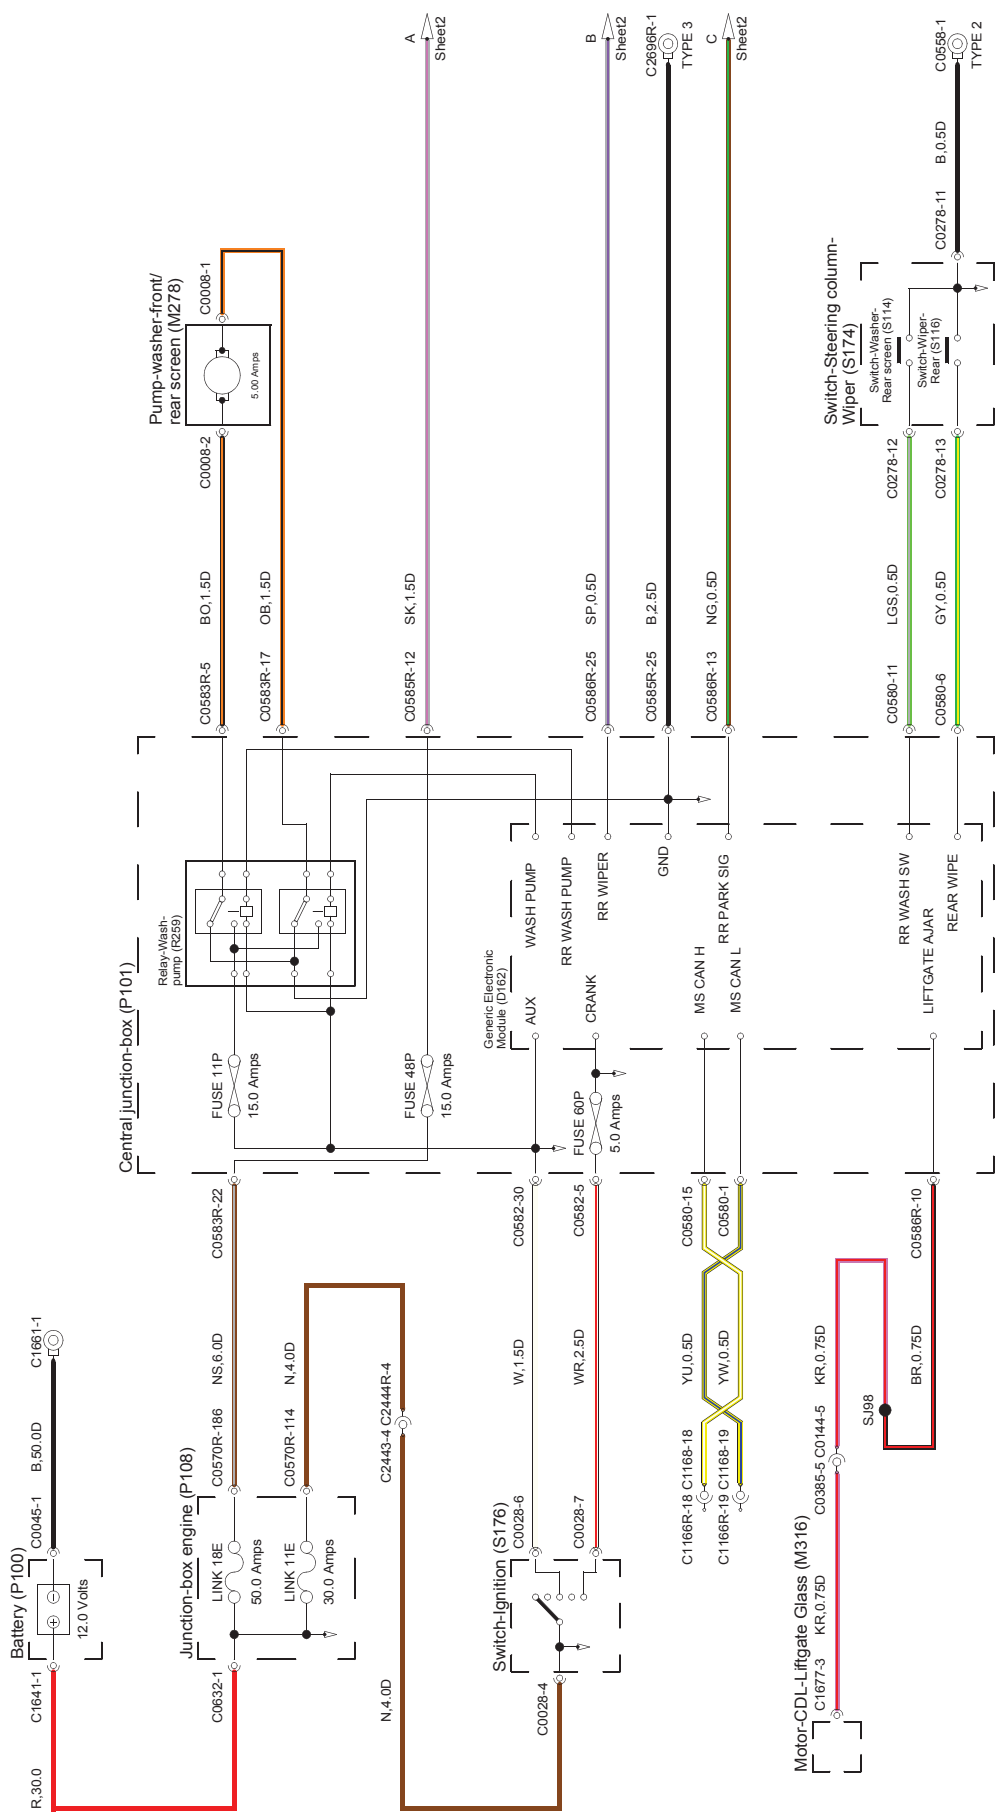 Battery (P100)
12.0 Volts
C1641-1
R,30.0
C0045-1
B,50.0D
C1661-1
Junction-box engine (P108)
C0632-1
LINK 18E
50.0 Amps
LINK 11E
30.0 Amps
C0570R-186
NS,6.0D
C0583R-22
C0570R-114
N,4.0D
C2443-4
C2444R-4
N,4.0D
Switch-Ignition (S176)
C0028-4
C0028-6
W,1.5D
C0582-30
C0028-7
WR,2.5D
C0582-5
C1166R-18
C1168-18
YU,0.5D
C0580-15
C1166R-19
C1168-19
YW,0.5D
C0580-1
Motor-CDL-Liftgate Glass (M316)
C1677-3
KR,0.75D
C0385-5
C0144-5
KR,0.75D
SJ98
BR,0.75D
C0586R-10
Central junction-box (P101)
FUSE 11P
15.0 Amps
FUSE 48P
15.0 Amps
FUSE 60P
5.0 Amps
Relay-Wash-
pump (R259)
Generic Electronic
Module (D162)
AUX
CRANK
MS CAN H
MS CAN L
LIFTGATE AJAR
WASH PUMP
RR WASH PUMP
RR WIPER
GND
RR PARK SIG
RR WASH SW
REAR WIPE
C0583R-5
BO,1.5D
C0008-2
C0583R-17
OB,1.5D
C0008-1
Pump-washer-front/
rear screen (M278)
5.00 Amps
C0585R-12
SK,1.5D
A
Sheet2
C0586R-25
SP,0.5D
B
Sheet2
C0585R-25
B,2.5D
C2696R-1
TYPE 3
C0586R-13
NG,0.5D
C
Sheet2
C0580-11
LGS,0.5D
C0278-12
C0580-6
GY,0.5D
C0278-13
Switch-Steering column-
Wiper (S174)
Switch-Washer-
Rear screen (S114)
Switch-Wiper-
Rear (S116)
C0278-11
B,0.5D
C0558-1
TYPE 2